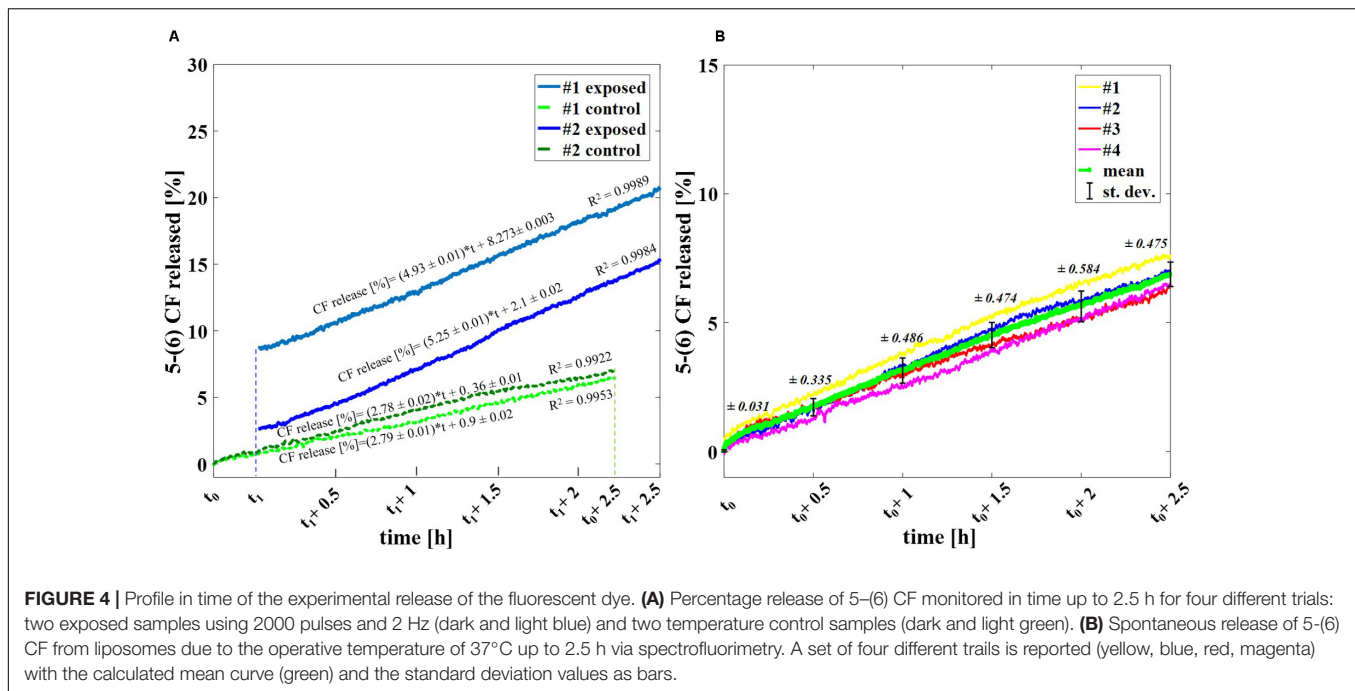 A
30
25
20
15
10
5
0
5-(6) CF released [%]
#1 exposed
#1 control
#2 exposed
#2 control
CF release [%]= (4.93 ± 0.01)*t + 8.273± 0.003
R² = 0.9989
CF release [%]= (5.25 ± 0.01)*t + 2.1 ± 0.02
R² = 0.9984
CF release [%]= (2.78 ± 0.02)*t + 0, 36 ± 0.01
R² = 0.9922
CF release [%]=(2.79 ± 0.01)*t + 0.9 ± 0.02
R² = 0.9953
t₀
t₁
t₁+ 0.5
t₁+ 1
t₁+ 1.5
t₁+ 2
t₀+ 2.5
t₁+ 2.5
time [h]
B
15
10
5
0
5-(6) CF released [%]
#1
#2
#3
#4
mean
st. dev.
± 0.031
± 0.335
± 0.486
± 0.474
± 0.584
± 0.475
t₀
t₀+ 0.5
t₀+ 1
t₀+ 1.5
t₀+ 2
t₀+ 2.5
time [h]
FIGURE 4 | Profile in time of the experimental release of the fluorescent dye. (A) Percentage release of 5–(6) CF monitored in time up to 2.5 h for four different trials:
two exposed samples using 2000 pulses and 2 Hz (dark and light blue) and two temperature control samples (dark and light green). (B) Spontaneous release of 5-(6)
CF from liposomes due to the operative temperature of 37°C up to 2.5 h via spectrofluorimetry. A set of four different trails is reported (yellow, blue, red, magenta)
with the calculated mean curve (green) and the standard deviation values as bars.